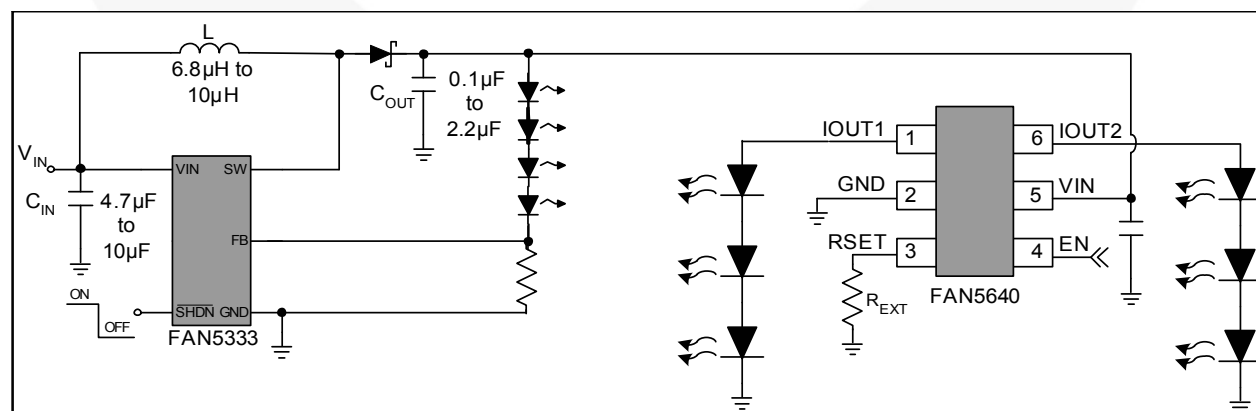 L
6.8µH to
10µH
COUT
0.1µF
to
2.2µF
VIN
CIN
4.7µF
to
10µF
VIN
SW
FB
SHDN
GND
ON
OFF
FAN5333
IOUT1
1
6
IOUT2
GND
2
5
VIN
RSET
3
4
EN
REXT
FAN5640